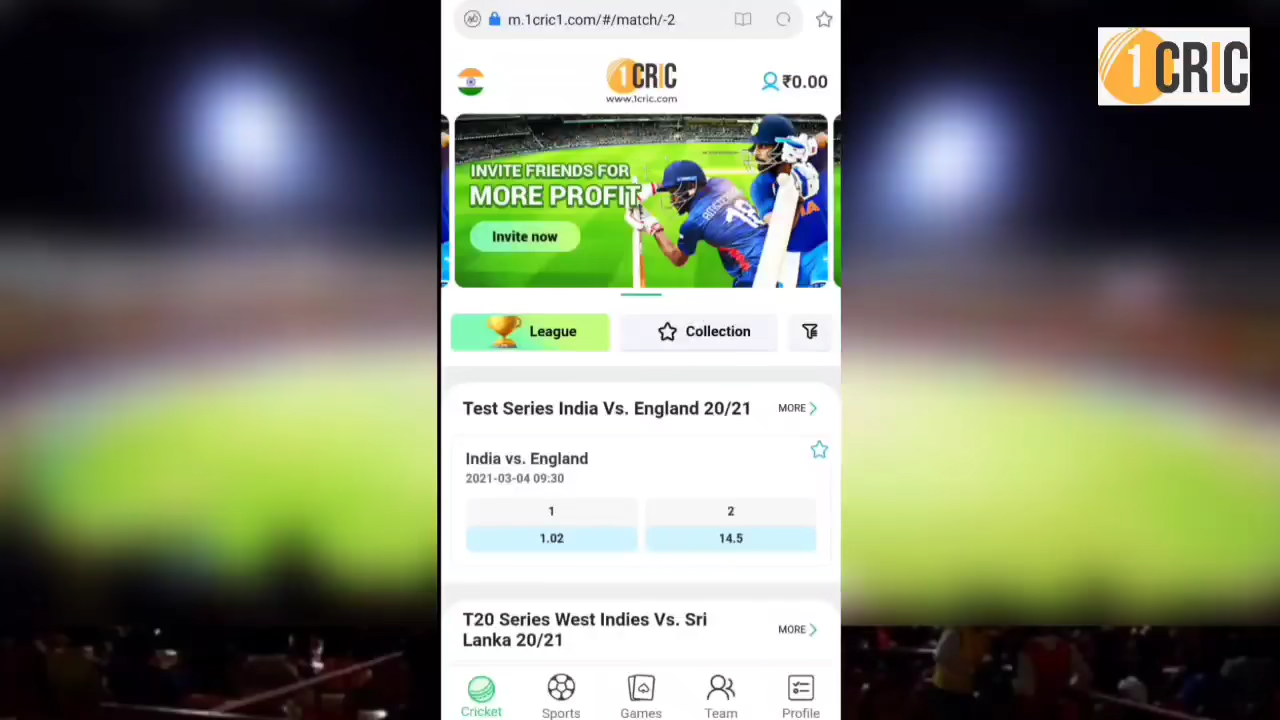 m.1cric1.com/#/match/-2
1CRIC
www.1cric.com
₹0.00
1CRIC
INVITE FRIENDS FOR
MORE PROFIT
Invite now
18
League
Collection
Test Series India Vs. England 20/21
MORE
India vs. England
2021-03-04 09:30
1
2
1.02
14.5
T20 Series West Indies Vs. Sri
Lanka 20/21
MORE
Cricket
Sports
Games
Team
Profile